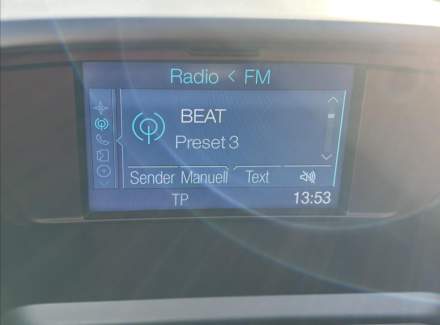 Radio < FM
BEAT
Preset 3
Sender Manuell Text
TP 13:53